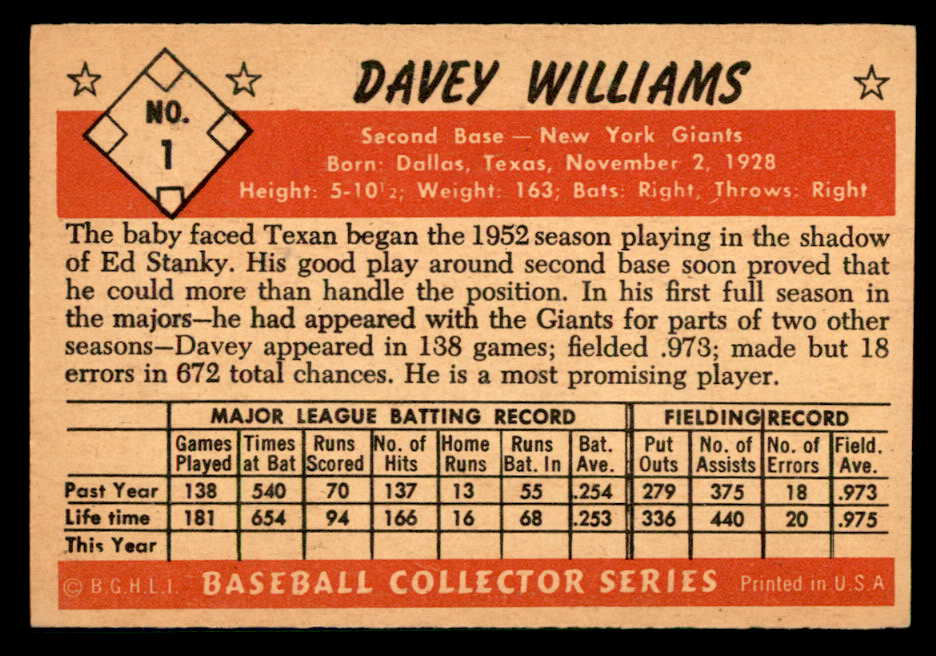 NO.
1
DAVEY WILLIAMS
Second Base — New York Giants
Born: Dallas, Texas, November 2, 1928
Height: 5-10½; Weight: 163; Bats: Right, Throws: Right
The baby faced Texan began the 1952 season playing in the shadow
of Ed Stanky. His good play around second base soon proved that
he could more than handle the position. In his first full season in
the majors—he had appeared with the Giants for parts of two other
seasons—Davey appeared in 138 games; fielded .973; made but 18
errors in 672 total chances. He is a most promising player.
MAJOR LEAGUE BATTING RECORD FIELDING RECORD
Games Times Runs No. of Home Runs Bat. Put No. of No. of Field.
Played at Bat Scored Hits Runs Bat. In Ave. Outs Assists Errors Ave.
Past Year 138 540 70 137 13 55 .254 279 375 18 .973
Life time 181 654 94 166 16 68 .253 336 440 20 .975
This Year
© B.G.H.L.I. BASEBALL COLLECTOR SERIES Printed in U.S.A